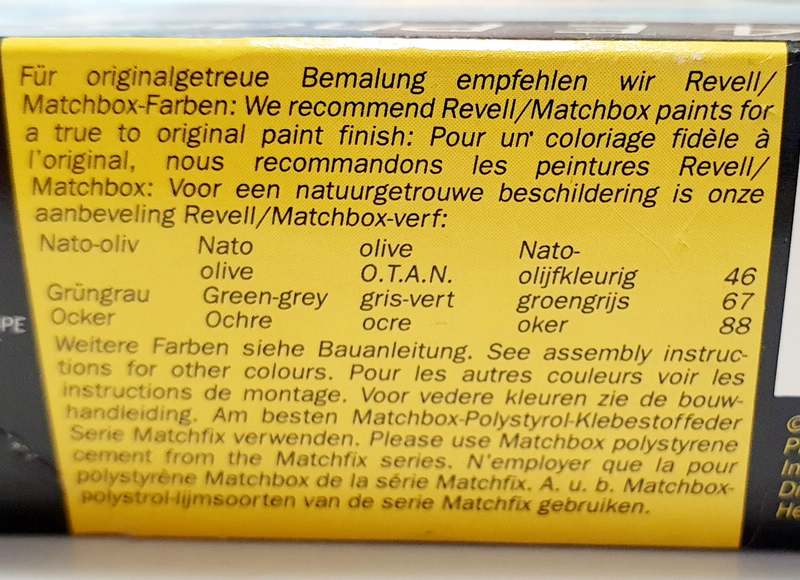 Für originalgetreue Bemalung empfehlen wir Revell/
Matchbox-Farben: We recommend Revell/Matchbox paints for
a true to original paint finish: Pour un' coloriage fidèle à
l'original, nous recommandons les peintures Revell/
Matchbox: Voor een natuurgetrouwe beschildering is onze
aanbeveling Revell/Matchbox-verf:
Nato-oliv Nato olive Nato-
olive O.T.A.N. olijfkleurig 46
Grüngrau Green-grey gris-vert groengrijs 67
Ocker Ochre ocre oker 88
Weitere Farben siehe Bauanleitung. See assembly instruc-
tions for other colours. Pour les autres couleurs voir les
instructions de montage. Voor vedere kleuren zie de bouw-
handleiding. Am besten Matchbox-Polystyrol-Klebestoffeder
Serie Matchfix verwenden. Please use Matchbox polystyrene
cement from the Matchfix series. N'employer que la pour
polystyrène Matchbox de la série Matchfix. A. u. b. Matchbox-
polystrol-lijmsoorten van de serie Matchfix gebruiken.
PE
©